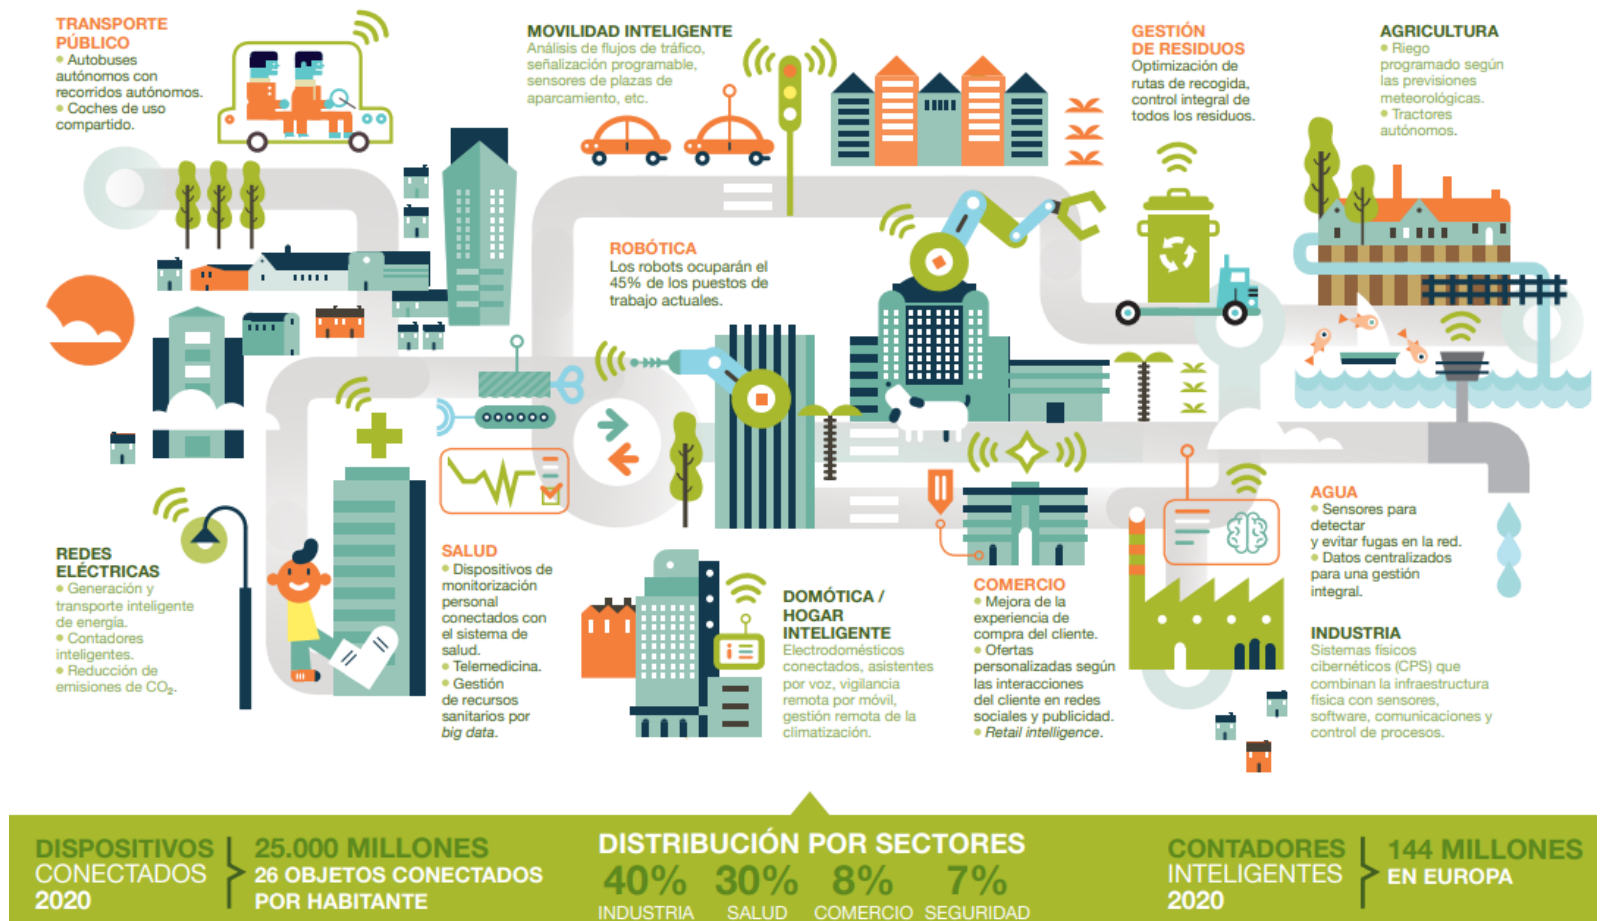 TRANSPORTE
PÚBLICO
• Autobuses
autónomos con
recorridos autónomos.
• Coches de uso
compartido.
MOVILIDAD INTELIGENTE
Análisis de flujos de tráfico,
señalización programable,
sensores de plazas de
aparcamiento, etc.
GESTIÓN
DE RESIDUOS
Optimización de
rutas de recogida,
control integral de
todos los residuos.
AGRICULTURA
• Riego
programado según
las previsiones
meteorológicas.
• Tractores
autónomos.
ROBÓTICA
Los robots ocuparán el
45% de los puestos de
trabajo actuales.
REDES
ELÉCTRICAS
• Generación y
transporte inteligente
de energía.
• Contadores
inteligentes.
• Reducción de
emisiones de CO₂.
SALUD
• Dispositivos de
monitorización
personal
conectados con
el sistema de
salud.
• Telemedicina.
• Gestión
de recursos
sanitarios por
big data.
DOMÓTICA /
HOGAR
INTELIGENTE
Electrodomésticos
conectados, asistentes
por voz, vigilancia
remota por móvil,
gestión remota de la
climatización.
COMERCIO
• Mejora de la
experiencia de
compra del cliente.
• Ofertas
personalizadas según
las interacciones
del cliente en redes
sociales y publicidad.
• Retail intelligence.
AGUA
• Sensores para
detectar
y evitar fugas en la red.
• Datos centralizados
para una gestión
integral.
INDUSTRIA
Sistemas físicos
cibernéticos (CPS) que
combinan la infraestructura
física con sensores,
software, comunicaciones y
control de procesos.
DISPOSITIVOS
CONECTADOS
2020
25.000 MILLONES
26 OBJETOS CONECTADOS
POR HABITANTE
DISTRIBUCIÓN POR SECTORES
40% 30% 8% 7%
INDUSTRIA SALUD COMERCIO SEGURIDAD
CONTADORES
INTELIGENTES
2020
144 MILLONES
EN EUROPA